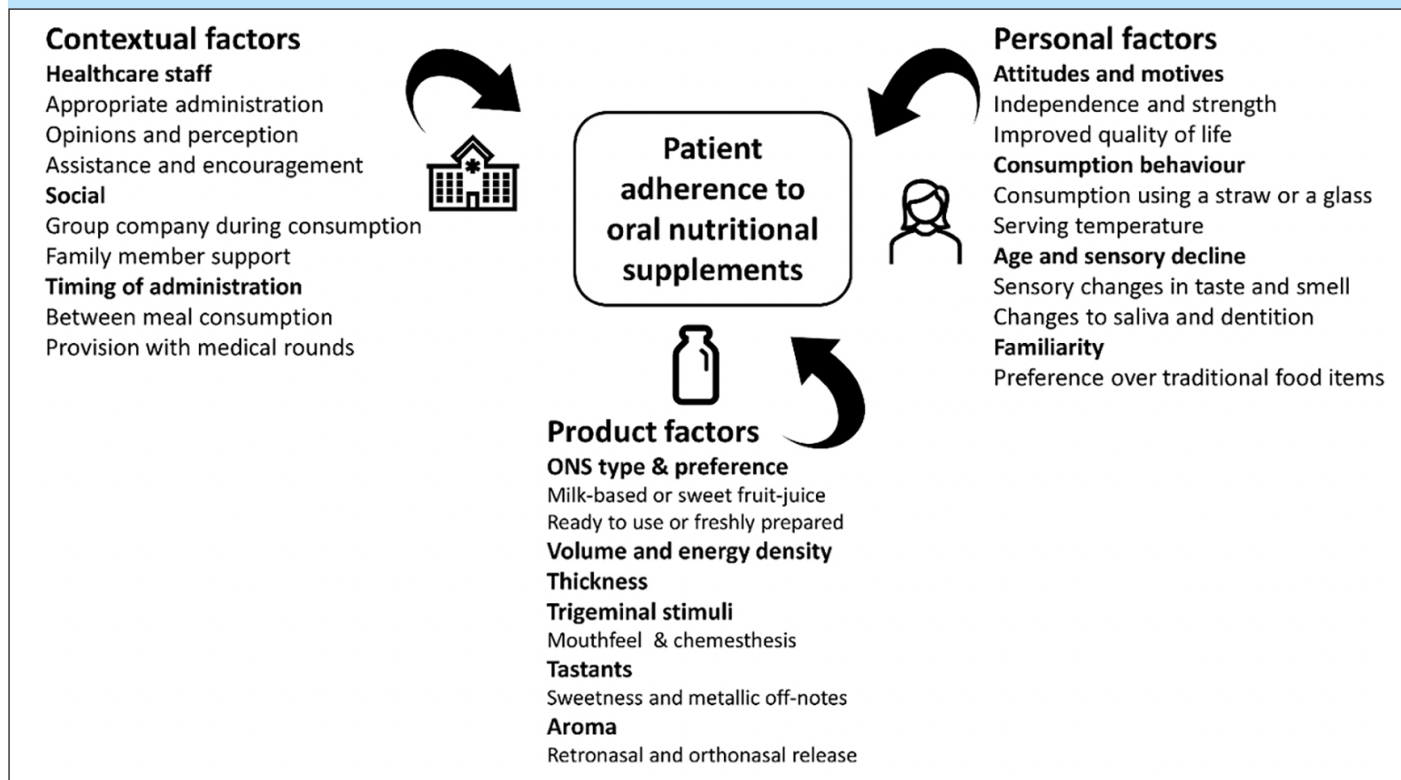 Contextual factors
Healthcare staff
Appropriate administration
Opinions and perception
Assistance and encouragement
Social
Group company during consumption
Family member support
Timing of administration
Between meal consumption
Provision with medical rounds
Patient
adherence to
oral nutritional
supplements
Personal factors
Attitudes and motives
Independence and strength
Improved quality of life
Consumption behaviour
Consumption using a straw or a glass
Serving temperature
Age and sensory decline
Sensory changes in taste and smell
Changes to saliva and dentition
Familiarity
Preference over traditional food items
Product factors
ONS type & preference
Milk-based or sweet fruit-juice
Ready to use or freshly prepared
Volume and energy density
Thickness
Trigeminal stimuli
Mouthfeel & chemesthesis
Tastants
Sweetness and metallic off-notes
Aroma
Retronasal and orthonasal release